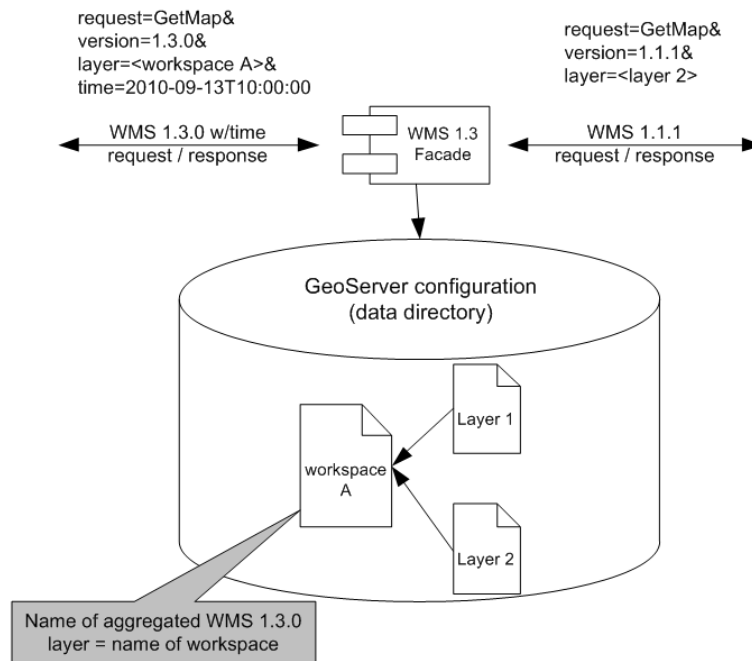 request=GetMap&
version=1.3.0&
layer=<workspace A>&
time=2010-09-13T10:00:00
request=GetMap&
version=1.1.1&
layer=<layer 2>
WMS 1.3.0 w/time
request / response
WMS 1.3
Facade
WMS 1.1.1
request / response
GeoServer configuration
(data directory)
Layer 1
workspace
A
Layer 2
Name of aggregated WMS 1.3.0
layer = name of workspace